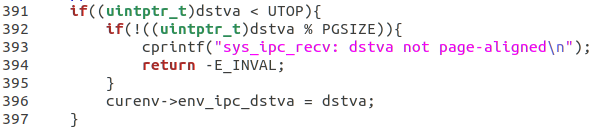 391     if((uintptr_t)dstva < UTOP){
392         if(!((uintptr_t)dstva % PGSIZE)){
393             cprintf("sys_ipc_recv: dstva not page-aligned\n");
394             return -E_INVAL;
395         }
396         curenv->env_ipc_dstva = dstva;
397     }